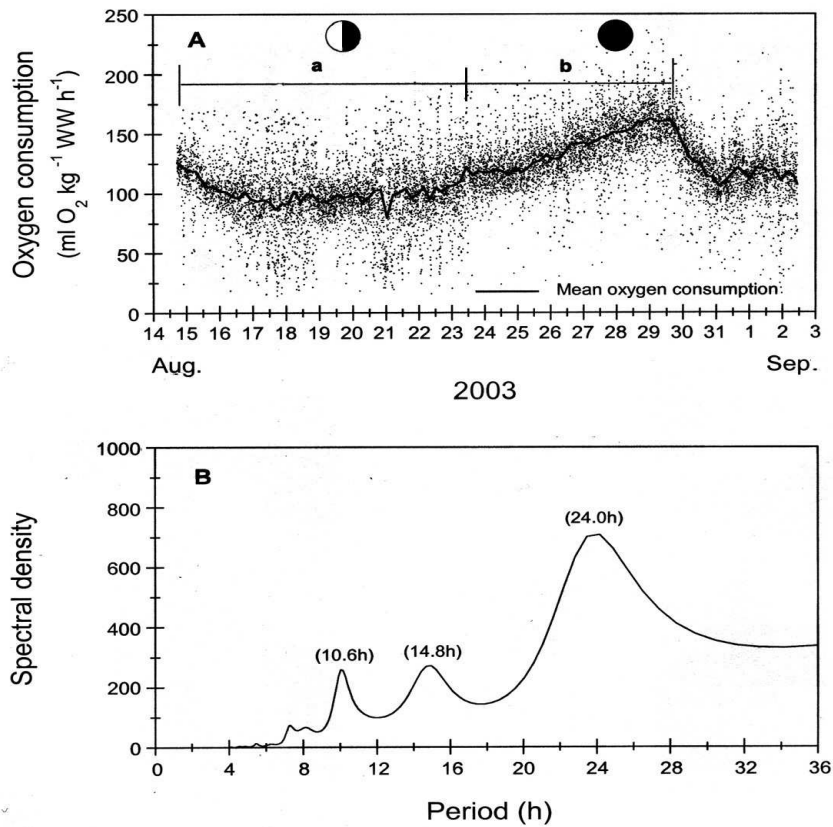 Oxygen consumption
(ml O₂ kg⁻¹ WW h⁻¹)
250
200
150
100
50
0
A
a
b
Mean oxygen consumption
14 15 16 17 18 19 20 21 22 23 24 25 26 27 28 29 30 31 1 2 3
Aug.
Sep.
2003
Spectral density
1000
800
600
400
200
0
B
(10.6h)
(14.8h)
(24.0h)
0 4 8 12 16 20 24 28 32 36
Period (h)